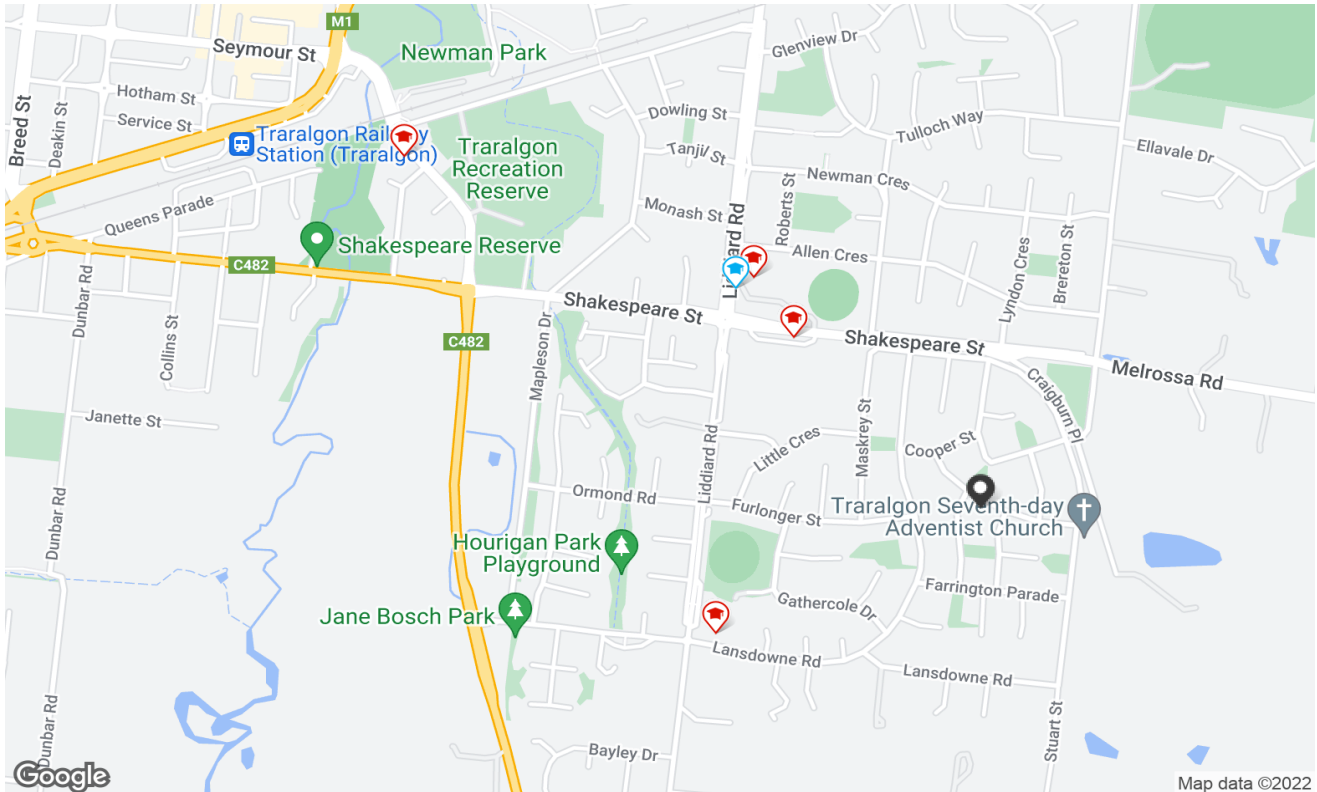 M1
Seymour St
Newman Park
Glenview Dr
Hotham St
Breed St
Deakin St
Service St
Dowling St
Tulloch Way
Traralgon Railway
Station (Traralgon)
Traralgon
Recreation
Reserve
Tanji/ St
Ellavale Dr
Newman Cres
Roberts St
Queens Parade
Monash St
Liddiard Rd
Shakespeare Reserve
Allen Cres
C482
Lyndon Cres
Brereton St
Dunbar Rd
Collins St
Shakespeare St
C482
Mapleson Dr
Shakespeare St
Melrossa Rd
Craigburn Pl
Janette St
Maskrey St
Little Cres
Cooper St
Liddiard Rd
Ormond Rd
Furlonger St
Traralgon Seventh-day
Adventist Church
Dunbar Rd
Hourigan Park
Playground
Farrington Parade
Jane Bosch Park
Gathercole Dr
Lansdowne Rd
Lansdowne Rd
Dunbar Rd
Stuart St
Bayley Dr
Google
Map data ©2022